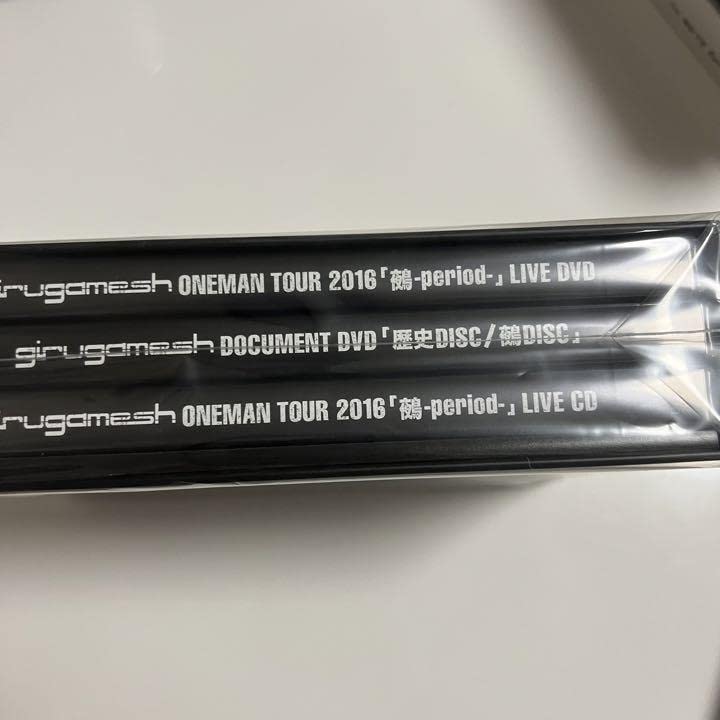 irugamesh ONEMAN TOUR 2016「鵺-period-」LIVE DVD
girugamesh DOCUMENT DVD「歴史DISC/鵺DISC」
irugamesh ONEMAN TOUR 2016「鵺-period-」LIVE CD